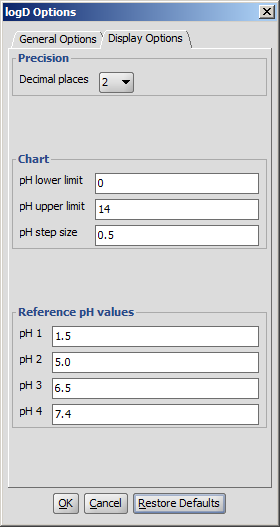 logD Options
General Options Display Options
Precision
Decimal places 2
Chart
pH lower limit 0
pH upper limit 14
pH step size 0.5
Reference pH values
pH 1 1.5
pH 2 5.0
pH 3 6.5
pH 4 7.4
OK Cancel Restore Defaults